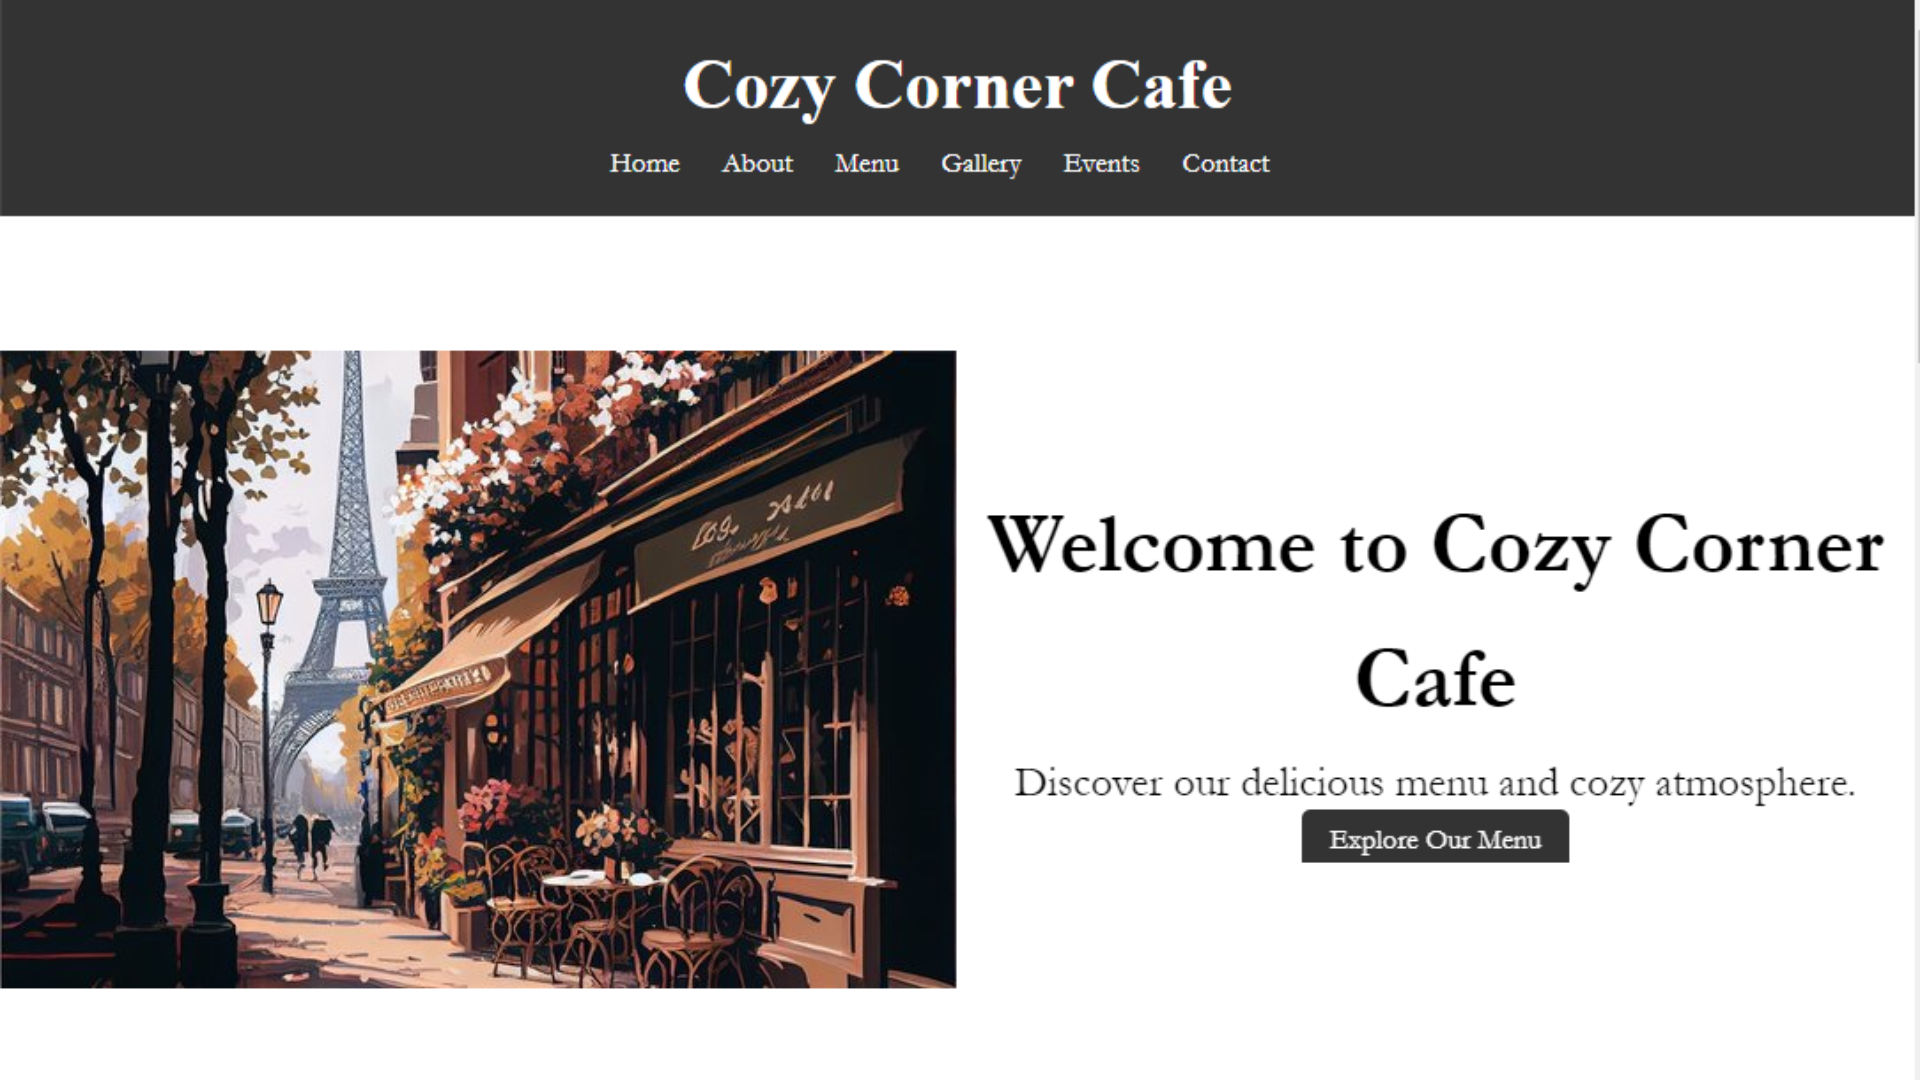 Cozy Corner Cafe
Home About Menu Gallery Events Contact
Welcome to Cozy Corner
Cafe
Discover our delicious menu and cozy atmosphere.
Explore Our Menu